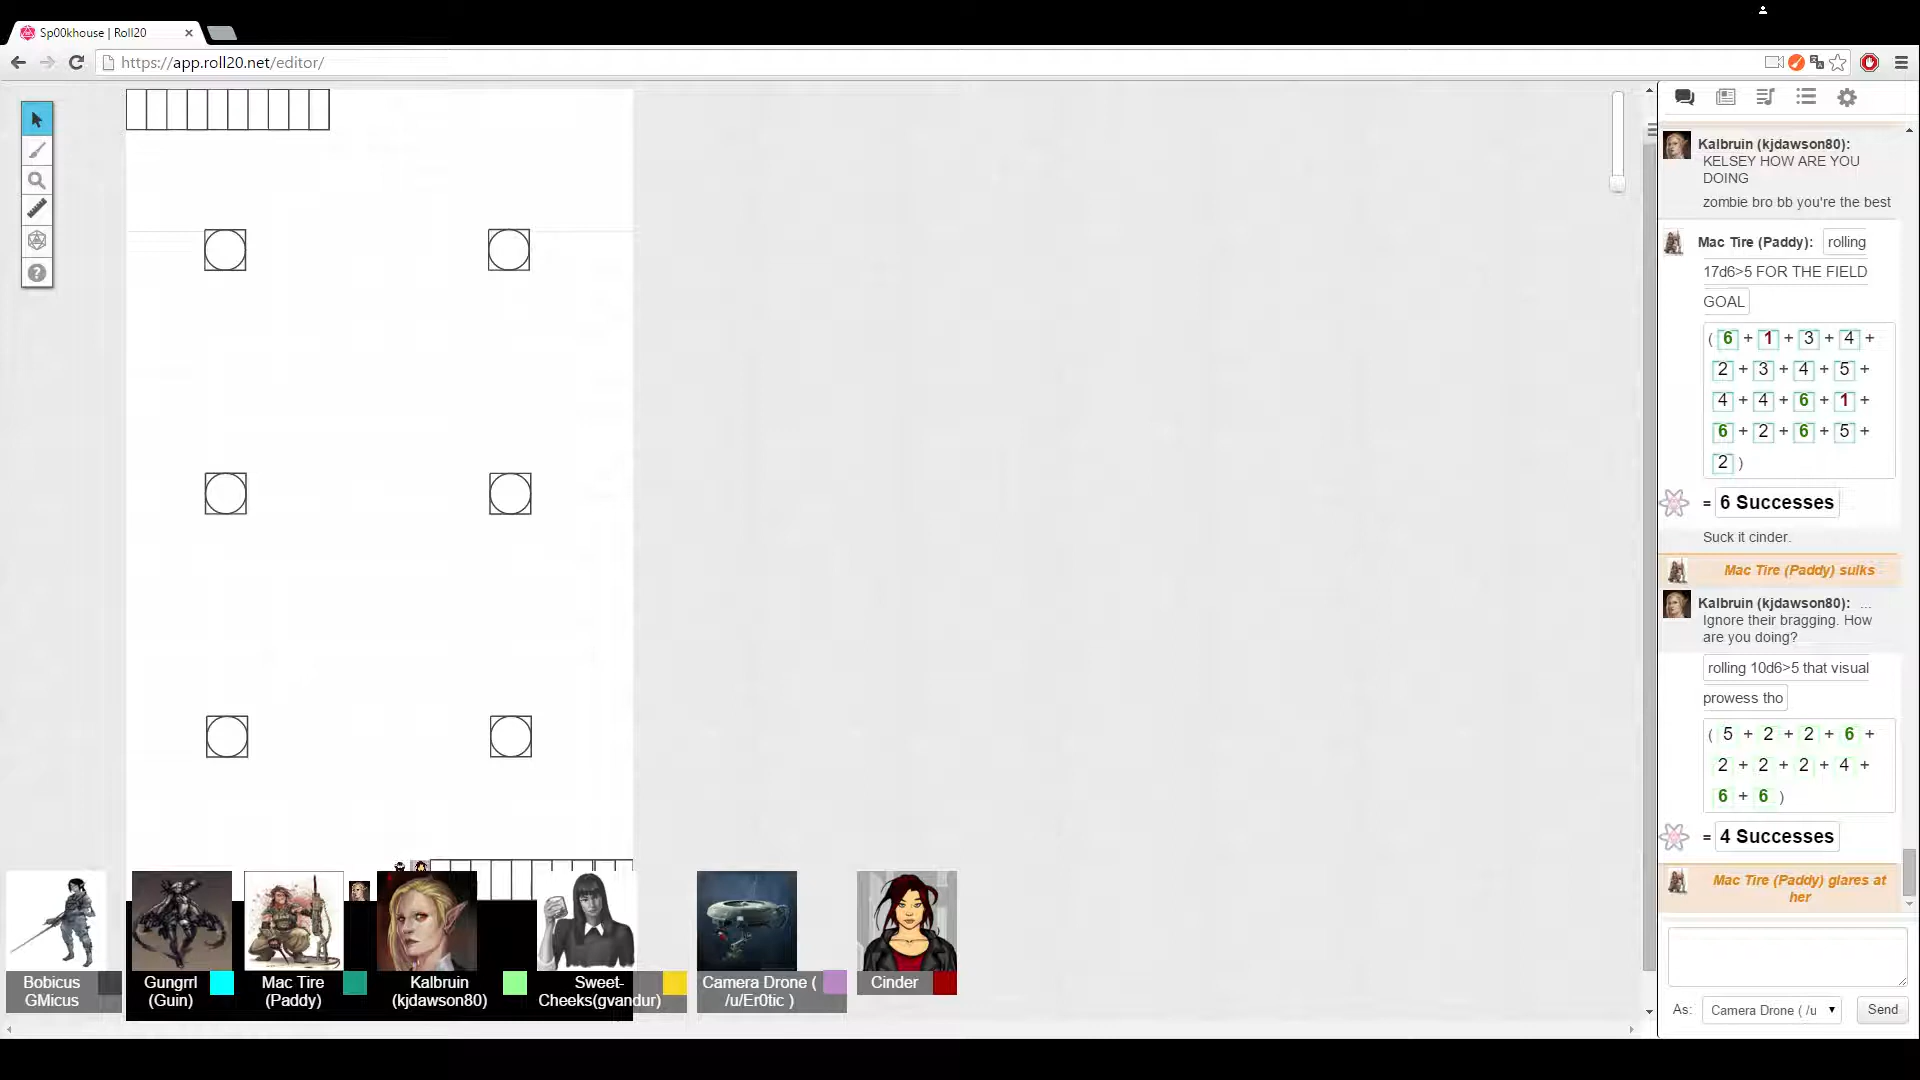 Sp00khouse | Roll20
https://app.roll20.net/editor/
Kalbruin (kjdawson80):
KELSEY HOW ARE YOU
DOING
zombie bro bb you're the best
Mac Tire (Paddy): rolling
17d6>5 FOR THE FIELD
GOAL
( 6 + 1 + 3 + 4 +
2 + 3 + 4 + 5 +
4 + 4 + 6 + 1 +
6 + 2 + 6 + 5 +
2 )
= 6 Successes
Suck it cinder.
Mac Tire (Paddy) sulks
Kalbruin (kjdawson80): ...
Ignore their bragging. How
are you doing?
rolling 10d6>5 that visual
prowess tho
( 5 + 2 + 2 + 6 +
2 + 2 + 2 + 4 +
6 + 6 )
= 4 Successes
Mac Tire (Paddy) glares at
her
As: Camera Drone ( /u
Send
Bobicus
GMicus
Gungrrl
(Guin)
Mac Tire
(Paddy)
Kalbruin
(kjdawson80)
Sweet-
Cheeks(gvandur)
Camera Drone (
/u/Er0tic )
Cinder